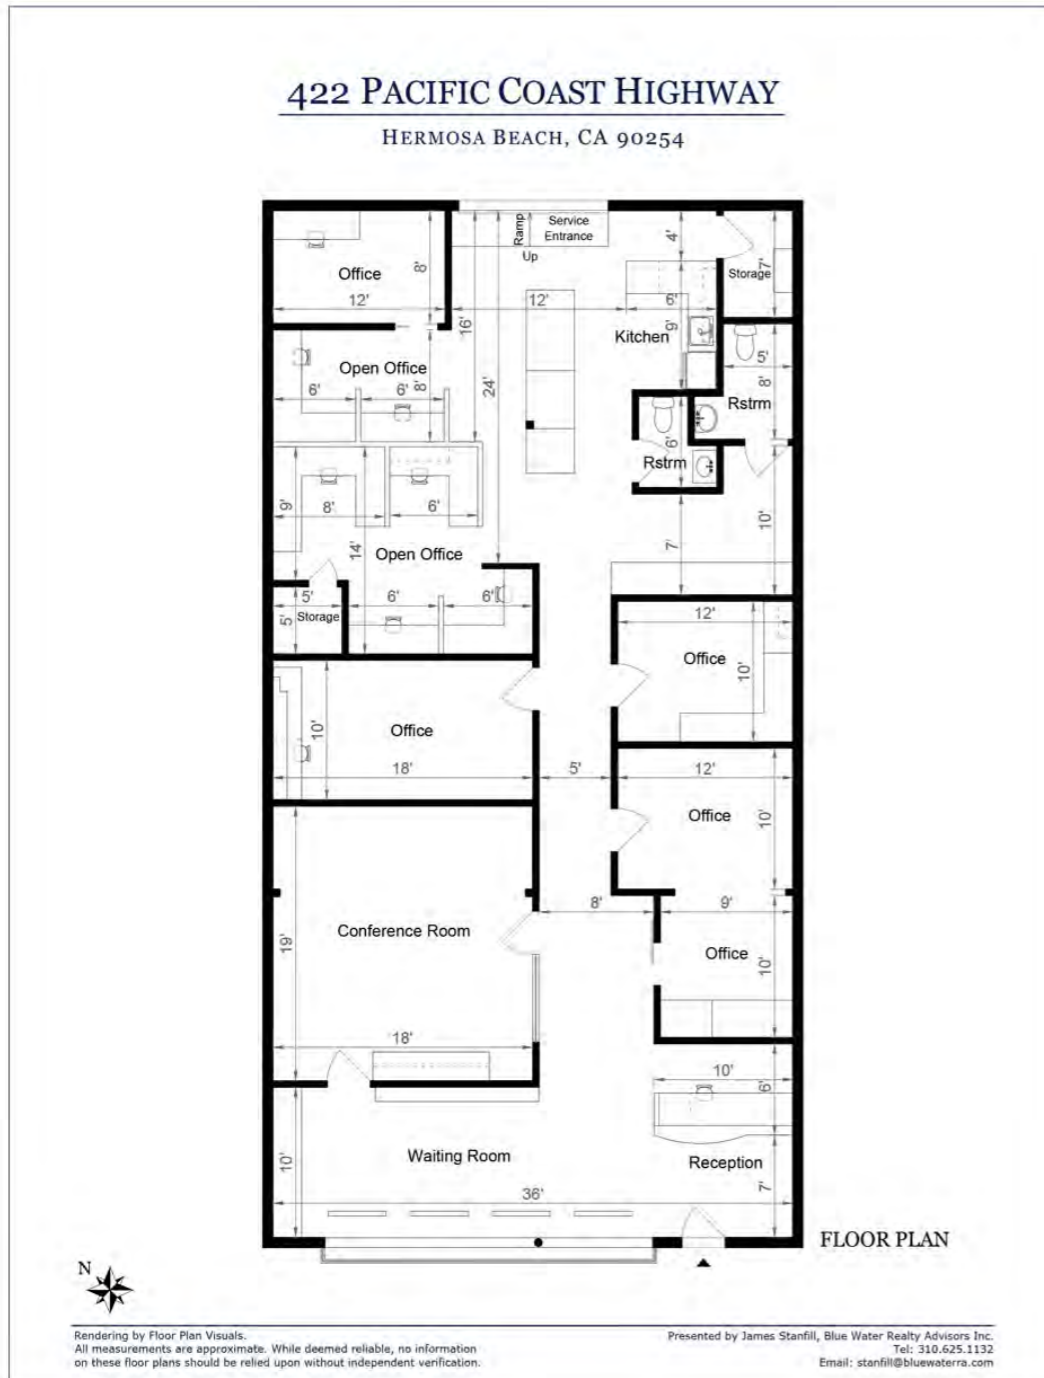 422 PACIFIC COAST HIGHWAY
HERMOSA BEACH, CA 90254
Ramp
Service
Entrance
Up
4'
Office
8'
12'
Storage
7'
12'
6'
16'
Kitchen
9'
24'
Open Office
6'
6'
8'
5'
8'
Rstrm
6'
Rstrm
9'
8'
6'
14'
Open Office
7'
10'
5'
Storage
5'
6'
6'
12'
Office
10'
Office
10'
18'
5'
12'
Office
10'
8'
9'
Conference Room
19'
Office
10'
18'
10'
6'
Waiting Room
Reception
10'
7'
36'
FLOOR PLAN
N
Rendering by Floor Plan Visuals.
All measurements are approximate. While deemed reliable, no information
on these floor plans should be relied upon without independent verification.
Presented by James Stanfill, Blue Water Realty Advisors Inc.
Tel: 310.625.1132
Email: stanfill@bluewaterra.com